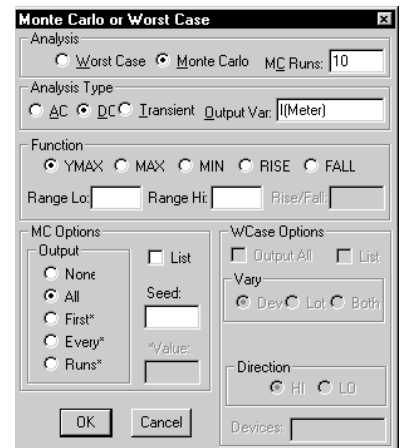 Monte Carlo or Worst Case
Analysis
Worst Case Monte Carlo MC Runs: 10
Analysis Type
AC DC Transient Output Var: I(Meter)
Function
YMAX MAX MIN RISE FALL
Range Lo: Range Hi: Rise/Fall:
MC Options
Output
None
All
First*
Every*
Runs*
List
Seed:
*Value:
OK Cancel
WCase Options
Output All List
Vary
Dev Lot Both
Direction
HI LO
Devices: